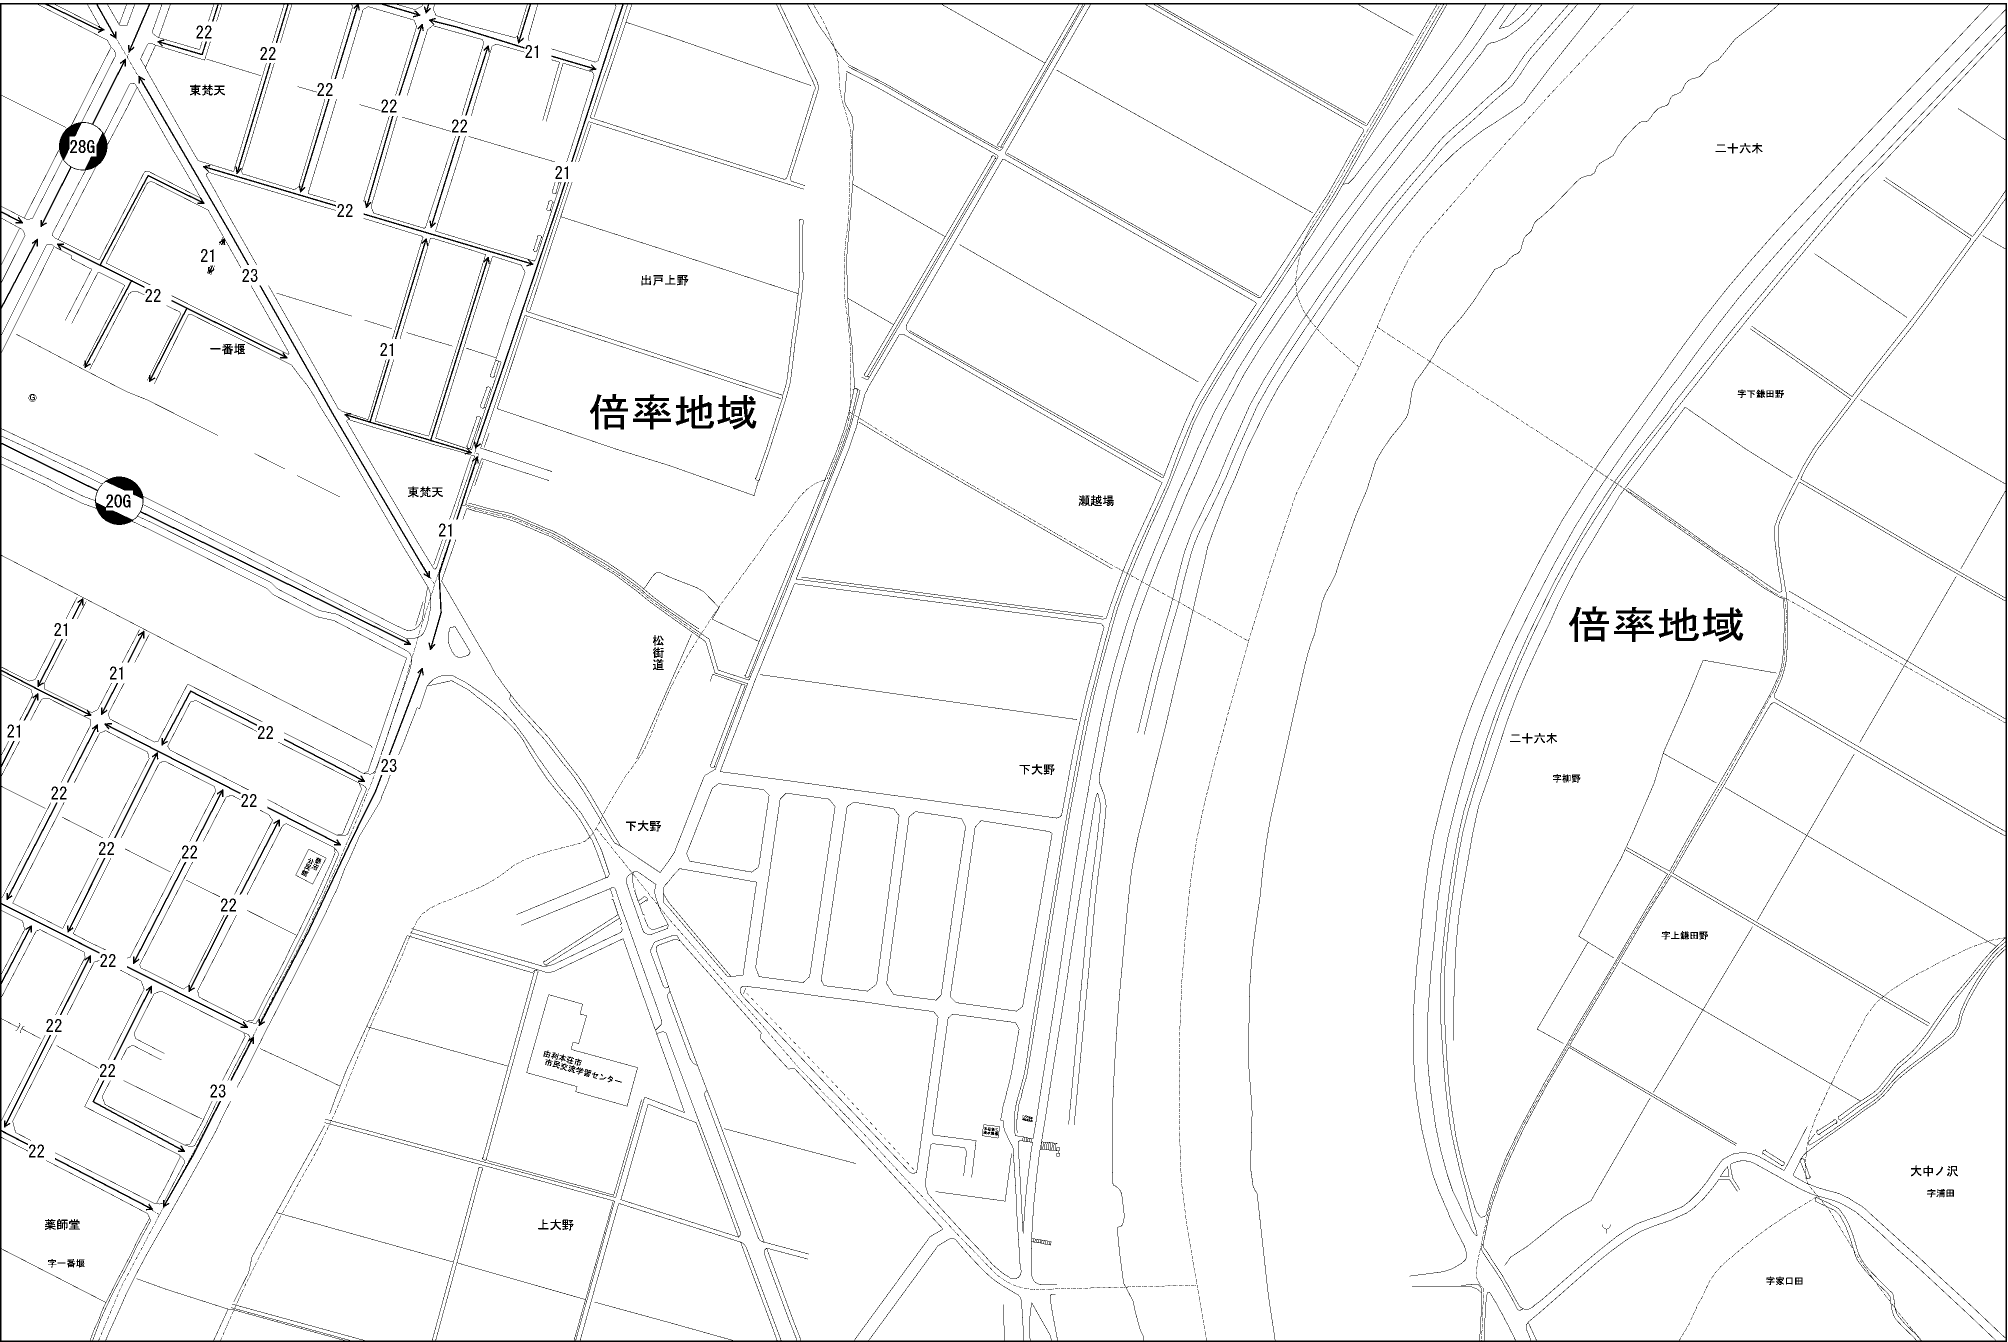 22
22
21
東梵天
22
22
22
28G
二十六木
21
22
21
23
出戸上野
22
一番堰
21
字下鎌田野
倍率地域
東梵天
20G
瀬越場
21
倍率地域
21
松街道
21
22
21
23
二十六木
下大野
字柳野
22
22
下大野
22
22
22
字上鎌田野
22
22
由利本荘市
市民交流学習センター
22
23
22
大中ノ沢
字浦田
薬師堂
上大野
字一番堰
字家口田